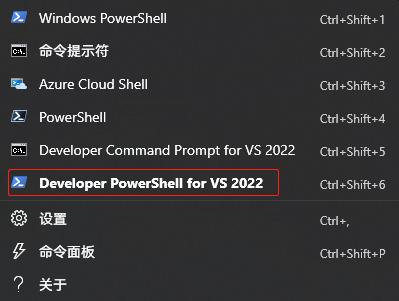 Windows PowerShell Ctrl+Shift+1
命令提示符 Ctrl+Shift+2
Azure Cloud Shell Ctrl+Shift+3
PowerShell Ctrl+Shift+4
Developer Command Prompt for VS 2022 Ctrl+Shift+5
Developer PowerShell for VS 2022 Ctrl+Shift+6
设置 Ctrl+,
命令面板 Ctrl+Shift+P
关于